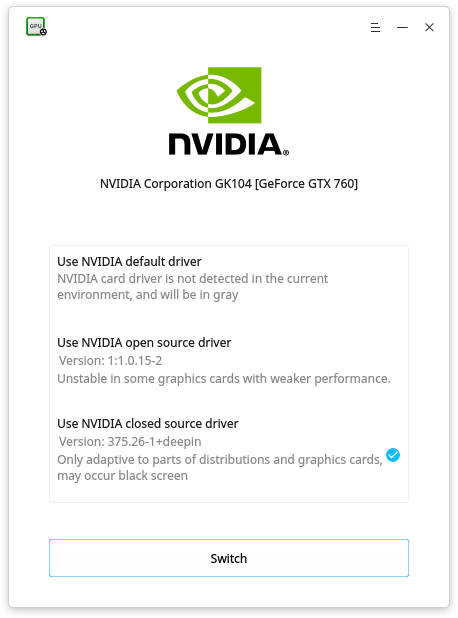 GPU
NVIDIA®
NVIDIA Corporation GK104 [GeForce GTX 760]
Use NVIDIA default driver
NVIDIA card driver is not detected in the current
environment, and will be in gray
Use NVIDIA open source driver
Version: 1:1.0.15-2
Unstable in some graphics cards with weaker performance.
Use NVIDIA closed source driver
Version: 375.26-1+deepin
Only adaptive to parts of distributions and graphics cards,
may occur black screen
Switch